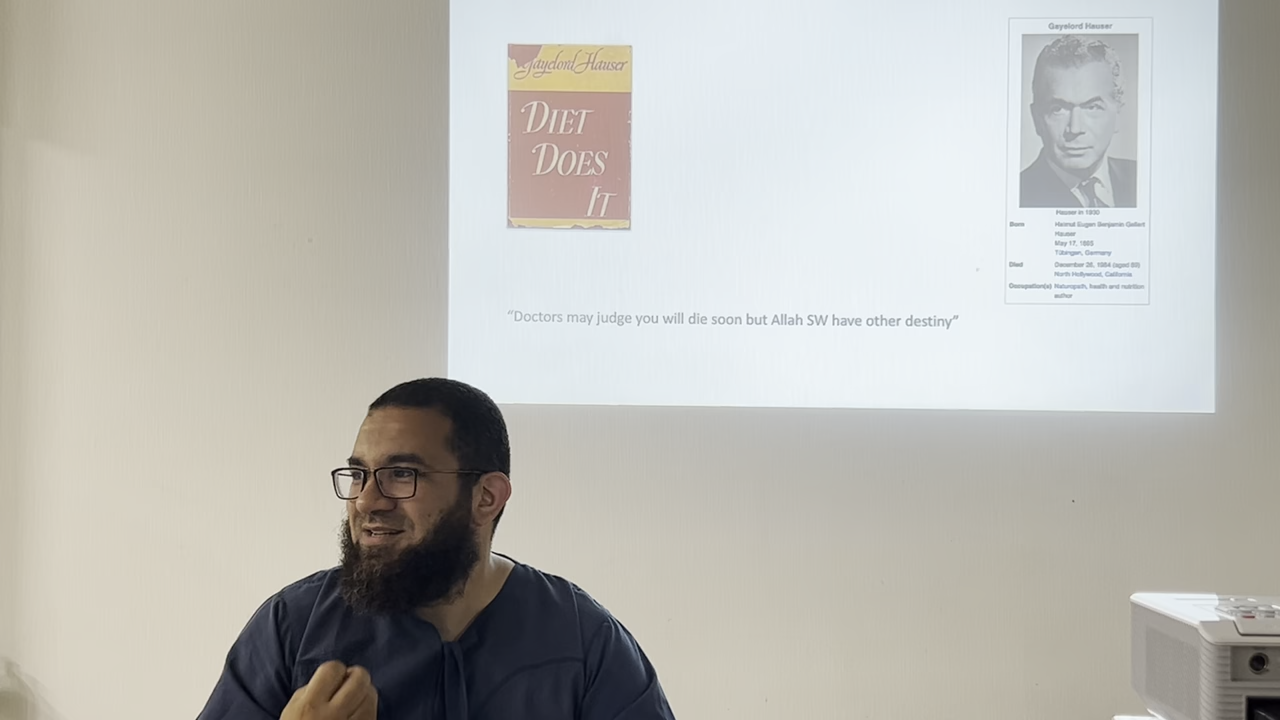 Gayelord Hauser
DIET
DOES
IT
Gayelord Hauser
Hauser in 1930
Born Helmut Eugen Benjamin Gellert
Hauser
May 17, 1895
Tübingen, Germany
Died December 26, 1984 (aged 89)
North Hollywood, California
Occupation(s) Naturopath, health and nutrition
author
“Doctors may judge you will die soon but Allah SW have other destiny”